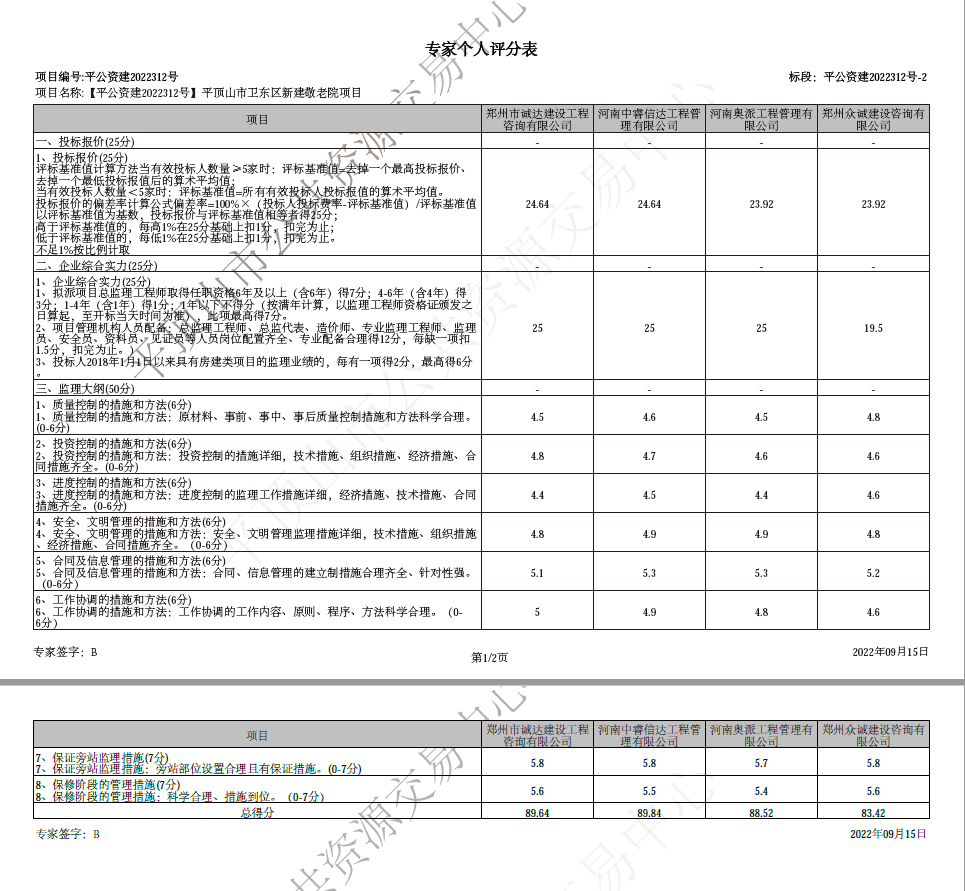 专家个人评分表
项目编号:平公资建2022312号 标段：平公资建2022312号-2
项目名称:【平公资建2022312号】平顶山市卫东区新建敬老院项目
项目 郑州市诚达建设工程咨询有限公司 河南中睿信达工程管理有限公司 河南奥派工程管理有限公司 郑州众诚建设咨询有限公司
一、投标报价(25分) - - - -
1、投标报价(25分)
评标基准值计算方法当有效投标人数量≥5家时：评标基准值=去掉一个最高投标报价、
去掉一个最低投标报值后的算术平均值；
当有效投标人数量＜5家时：评标基准值=所有有效投标人投标报值的算术平均值。
投标报价的偏差率计算公式偏差率=100%×（投标人投标费率-评标基准值）/评标基准值
以评标基准值为基数，投标报价与评标基准值相等者得25分；
高于评标基准值的，每高1%在25分基础上扣1分，扣完为止；
低于评标基准值的，每低1%在25分基础上扣1分，扣完为止。
不足1%按比例计取
24.64 24.64 23.92 23.92
二、企业综合实力(25分) - - - -
1、企业综合实力(25分)
1、拟派项目总监理工程师取得任职资格6年及以上（含6年）得7分；4-6年（含4年）得
3分；1-4年（含1年）得1分；1年以下不得分（按满年计算，以监理工程师资格证颁发之
日算起，至开标当天时间为准），此项最高得7分。
2、项目管理机构人员配备：总监理工程师、总监代表、造价师、专业监理工程师、监理
员、安全员、资料员、见证员等人员岗位配置齐全、专业配备合理得12分，每缺一项扣
1.5分，扣完为止。）
3、投标人2018年1月1日以来具有房建类项目的监理业绩的，每有一项得2分，最高得6分
。
25 25 25 19.5
三、监理大纲(50分) - - - -
1、质量控制的措施和方法(6分)
1、质量控制的措施和方法：原材料、事前、事中、事后质量控制措施和方法科学合理。
(0-6分)
4.5 4.6 4.5 4.8
2、投资控制的措施和方法(6分)
2、投资控制的措施和方法：投资控制的措施详细，技术措施、组织措施、经济措施、合
同措施齐全。(0-6分)
4.8 4.7 4.6 4.6
3、进度控制的措施和方法(6分)
3、进度控制的措施和方法：进度控制的监理工作措施详细，经济措施、技术措施、合同
措施齐全。(0-6分)
4.4 4.5 4.4 4.6
4、安全、文明管理的措施和方法(6分)
4、安全、文明管理的措施和方法：安全、文明管理监理措施详细，技术措施、组织措施
、经济措施、合同措施齐全。（0-6分）
4.8 4.9 4.9 4.8
5、合同及信息管理的措施和方法(6分)
5、合同及信息管理的措施和方法：合同、信息管理的建立制措施合理齐全、针对性强。
（0-6分）
5.1 5.3 5.3 5.2
6、工作协调的措施和方法(6分)
6、工作协调的措施和方法：工作协调的工作内容、原则、程序、方法科学合理。（0-
6分）
5 4.9 4.8 4.6
专家签字：B 第1/2页 2022年09月15日
项目 郑州市诚达建设工程咨询有限公司 河南中睿信达工程管理有限公司 河南奥派工程管理有限公司 郑州众诚建设咨询有限公司
7、保证旁站监理措施(7分)
7、保证旁站监理措施：旁站部位设置合理且有保证措施。(0-7分)
5.8 5.8 5.7 5.8
8、保修阶段的管理措施(7分)
8、保修阶段的管理措施：科学合理、措施到位。（0-7分）
5.6 5.5 5.4 5.6
总得分 89.64 89.84 88.52 83.42
专家签字：B 2022年09月15日
平顶山市公共资源交易中心
平顶山市公共资源交易中心
共资源交易中心
易中心